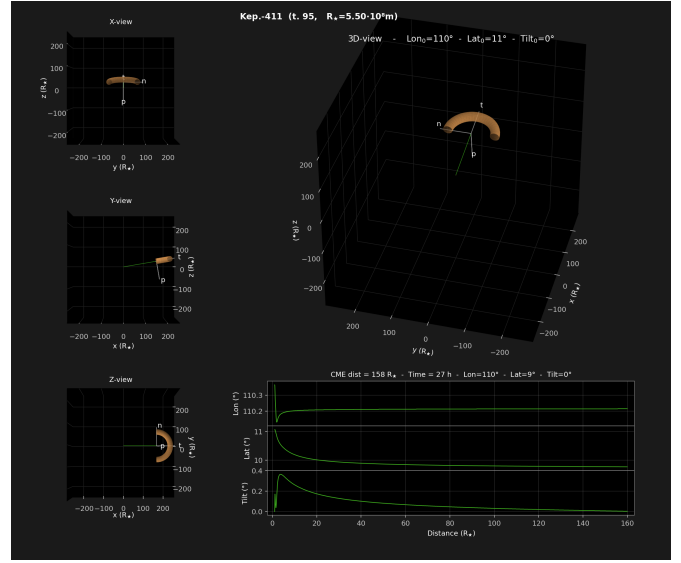 Kep.-411 (t. 95, R★=5.50·10⁸m)
X-view
200
100
0
−100
−200
z (R★)
n
p
−200 −100 0 100 200
y (R★)
3D-view - Lon₀=110° - Lat₀=11° - Tilt₀=0°
t
n
p
200
100
0
−100
−200
z (R★)
200
100
0
−100
−200
x (R★)
200
100
0
−100
−200
y (R★)
Y-view
200
100
0
−100
−200
z (R★)
t
p
−200 −100 0 100 200
x (R★)
Z-view
n
p
t
200
100
0
−100
−200
y (R★)
−200 −100 0 100 200
x (R★)
CME dist = 158 R★ - Time = 27 h - Lon=110° - Lat=9° - Tilt=0°
110.3
110.2
Lon (°)
11
10
Lat (°)
0.4
0.2
0.0
Tilt (°)
0 20 40 60 80 100 120 140 160
Distance (R★)